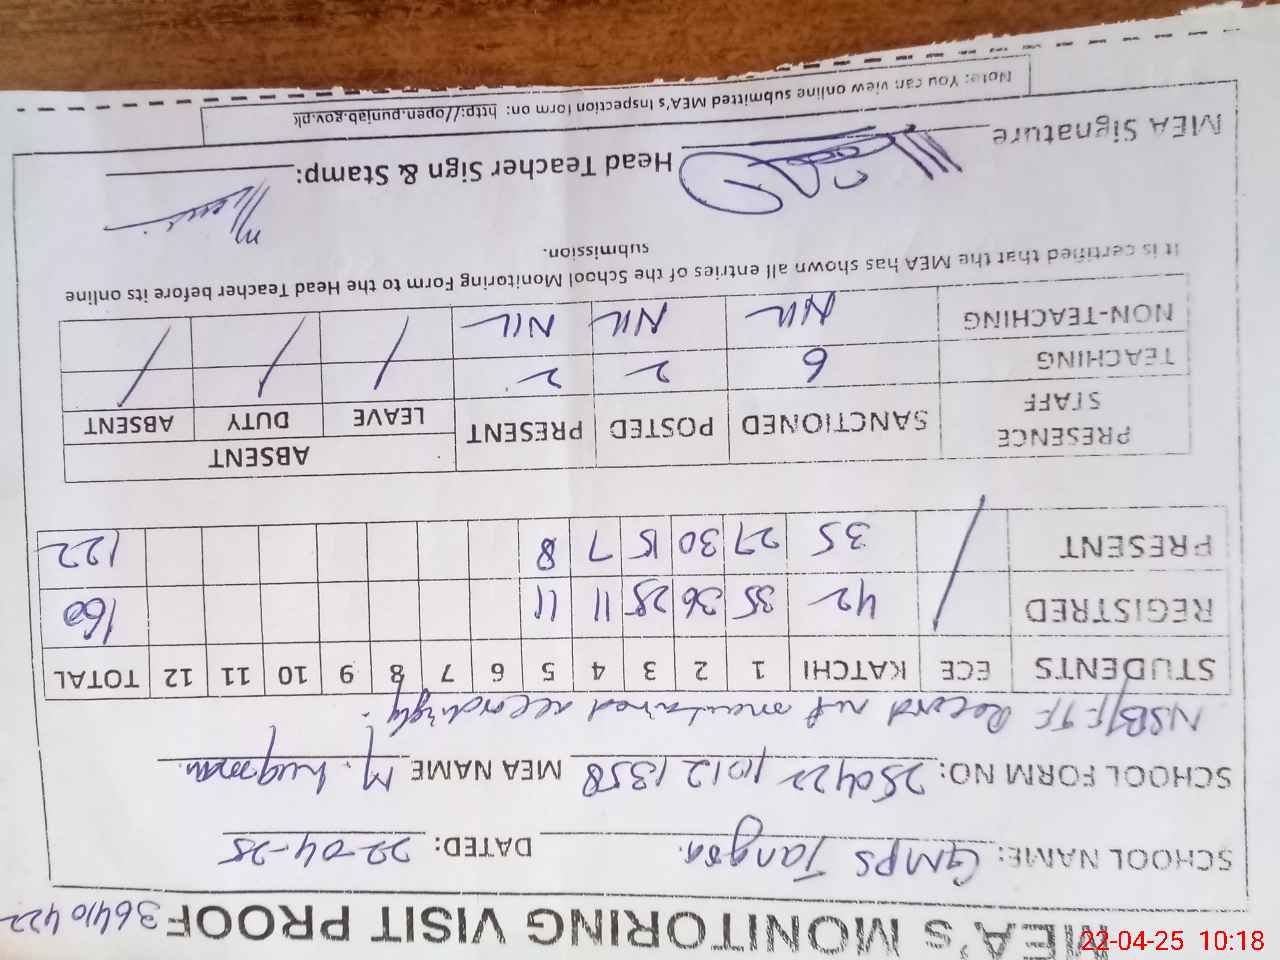 MEA's MONITORING VISIT PROOF 36410422
SCHOOL NAME: GMPS Jangra. DATED: 22-04-25
SCHOOL FORM NO: 250422 1012 1358 MEA NAME M. Luqman
NSB/FTF Record not maintained accordingly.
STUDENTS ECE KATCHI 1 2 3 4 5 6 7 8 9 10 11 12 TOTAL
REGISTRED / 42 35 36 25 11 11 160
PRESENT 35 27 30 15 7 8 122
PRESENCE STAFF SANCTIONED POSTED PRESENT ABSENT
LEAVE DUTY ABSENT
TEACHING 6 2 2 / / /
NON-TEACHING NIL NIL NIL
It is certified that the MEA has shown all entries of the School Monitoring Form to the Head Teacher before its online
submission.
MEA Signature Head Teacher Sign & Stamp:
Note: You can view online submitted MEA's Inspection form on: http://open.punjab.gov.pk
22-04-25 10:18